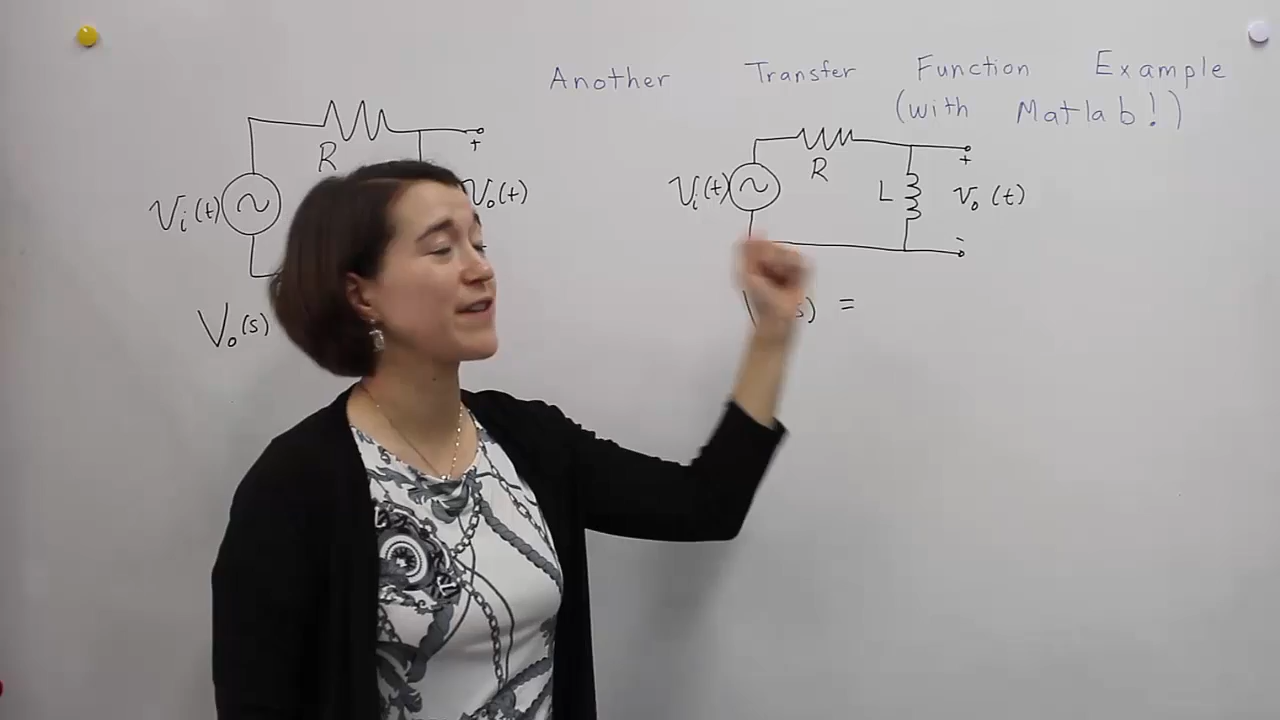 Another Transfer Function Example
(with Matlab!)
R
+
Vi(t)
Vo(t)
Vo(s)
R
+
Vi(t)
L
Vo(t)
-
=